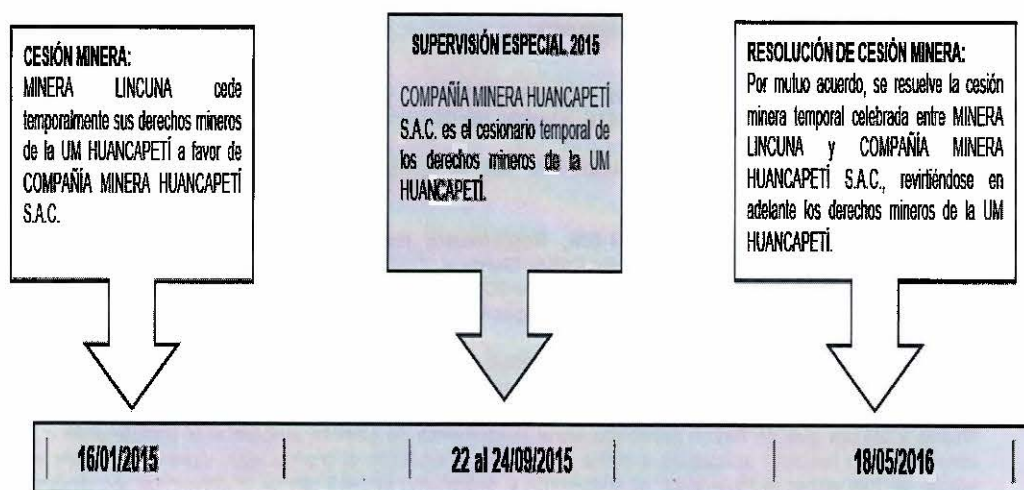 CESIÓN MINERA:
MINERA LINCUNA cede
temporalmente sus derechos mineros
de la UM HUANCAPETÍ a favor de
COMPAÑÍA MINERA HUANCAPETÍ
S.A.C.
SUPERVISIÓN ESPECIAL 2015
COMPAÑÍA MINERA HUANCAPETÍ
S.A.C. es el cesionario temporal de
los derechos mineros de la UM
HUANCAPETÍ.
RESOLUCIÓN DE CESIÓN MINERA:
Por mutuo acuerdo, se resuelve la cesión
minera temporal celebrada entre MINERA
LINCUNA y COMPAÑÍA MINERA
HUANCAPETÍ S.A.C., revirtiéndose en
adelante los derechos mineros de la UM
HUANCAPETÍ.
16/01/2015
22 al 24/09/2015
18/05/2016